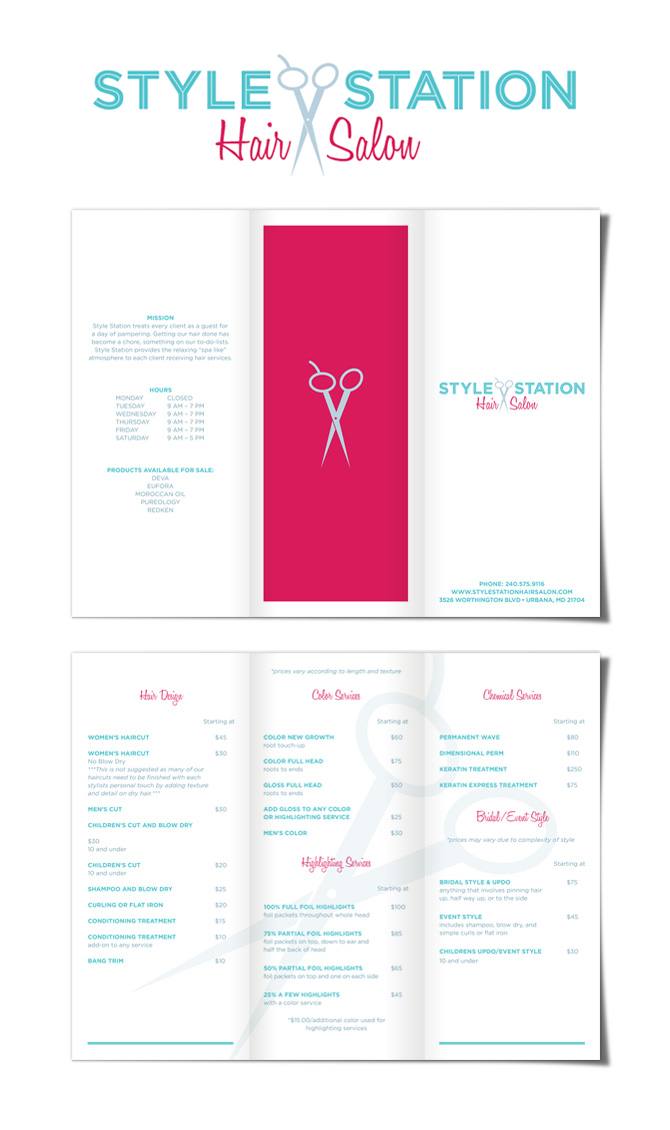 STYLE STATION
Hair Salon
MISSION
Style Station treats every client as a guest for
a day of pampering. Getting our hair done has
become a chore, something on our to-do-lists.
Style Station provides the relaxing "spa like"
atmosphere to each client receiving hair services.
HOURS
MONDAY CLOSED
TUESDAY 9 AM – 7 PM
WEDNESDAY 9 AM – 7 PM
THURSDAY 9 AM – 7 PM
FRIDAY 9 AM – 7 PM
SATURDAY 9 AM – 5 PM
PRODUCTS AVAILABLE FOR SALE:
DEVA
EUFORA
MOROCCAN OIL
PUREOLOGY
REDKEN
STYLE STATION
Hair Salon
PHONE: 240.575.9116
WWW.STYLESTATIONHAIRSALON.COM
3526 WORTHINGTON BLVD • URBANA, MD 21704
Hair Design
Starting at
WOMEN'S HAIRCUT $45
WOMEN'S HAIRCUT $30
No Blow Dry
***This is not suggested as many of our
haircuts need to be finished with each
stylists personal touch by adding texture
and detail on dry hair***
MEN'S CUT $30
CHILDREN'S CUT AND BLOW DRY
$30
10 and under
CHILDREN'S CUT $20
10 and under
SHAMPOO AND BLOW DRY $25
CURLING OR FLAT IRON $20
CONDITIONING TREATMENT $15
CONDITIONING TREATMENT $10
add-on to any service
BANG TRIM $10
*prices vary according to length and texture
Color Services
Starting at
COLOR NEW GROWTH $60
root touch-up
COLOR FULL HEAD $75
roots to ends
GLOSS FULL HEAD $50
roots to ends
ADD GLOSS TO ANY COLOR
OR HIGHLIGHTING SERVICE $25
MEN'S COLOR $30
Highlighting Services
Starting at
100% FULL FOIL HIGHLIGHTS $100
foil packets throughout whole head
75% PARTIAL FOIL HIGHLIGHTS $85
foil packets on top, down to ear and
half the back of head
50% PARTIAL FOIL HIGHLIGHTS $65
foil packets on top and one on each side
25% A FEW HIGHLIGHTS $45
with a color service
*$15.00/additional color used for
highlighting services
Chemical Services
Starting at
PERMANENT WAVE $80
DIMENSIONAL PERM $110
KERATIN TREATMENT $250
KERATIN EXPRESS TREATMENT $75
Bridal/Event Style
*prices may vary due to complexity of style
Starting at
BRIDAL STYLE & UPDO $75
anything that involves pinning hair
up, half way up, or to the side
EVENT STYLE $45
includes shampoo, blow dry, and
simple curls or flat iron
CHILDRENS UPDO/EVENT STYLE $30
10 and under